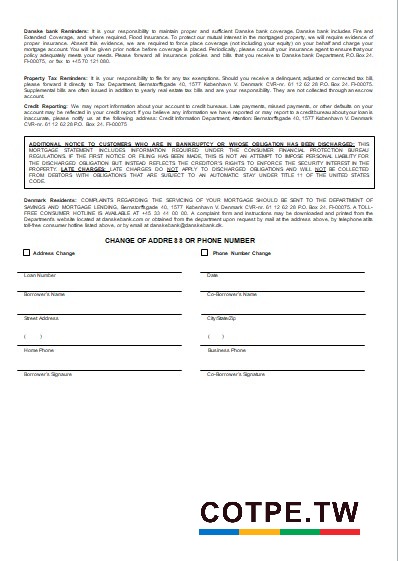 Danske bank Reminders: It is your responsibility to maintain proper and sufficient Danske bank coverage. Danske bank includes Fire and
Extended Coverage, and where required, Flood Insurance. To protect our mutual interest in the mortgaged property, we will require evidence of
proper insurance. Absent this evidence, we are required to force place coverage (not including your equity) on your behalf and charge your
mortgage account. You will be given prior notice before coverage is placed. Periodically, please consult your insurance agent to ensure that your
insurance adequately meets your needs. Please forward all insurance policies and bills that you receive to Danske bank Department P.O. Box 24.
FI-00075, or fax to +45 70 121 080.
Property Tax Reminders: It is your responsibility to file for any tax exemptions. Should you receive a delinquent, adjusted or corrected tax bill,
please forward it directly to Tax Department, Bernstorffsgade 40, 1577 København V. Denmark CVR-nr. 61 12 62 28 P.O. Box 24. FI-00075.
Supplemental bills are often issued in addition to yearly real estate tax bills and are your responsibility. They are not collected through an escrow
account.
Credit Reporting: We may report information about your account to credit bureaus. Late payments, missed payments, or other defaults on your
account may be reflected in your credit report. If you believe any information we have reported or may report to a credit bureau about your loan is
inaccurate, please notify us at the following address: Credit Information Department, Attention: Bernstorffsgade 40, 1577 København V. Denmark
CVR-nr. 61 12 62 28 P.O. Box 24. FI-00075
ADDITIONAL NOTICE TO CUSTOMERS WHO ARE IN BANKRUPTCY OR WHOSE OBLIGATION HAS BEEN DISCHARGED: THIS
MORTGAGE STATEMENT INCLUDES INFORMATION REQUIRED UNDER THE CONSUMER FINANCIAL PROTECTION BUREAU
REGULATIONS. IF THE FIRST NOTICE OR FILING HAS BEEN MADE, THIS IS NOT AN ATTEMPT TO IMPOSE PERSONAL LIABILITY FOR
THE DISCHARGED OBLIGATION BUT INSTEAD REFLECTS THE CREDITOR'S RIGHTS TO ENFORCE THE SECURITY INTEREST IN THE
PROPERTY. LATE CHARGES: LATE CHARGES DO NOT APPLY TO DISCHARGED OBLIGATIONS AND WILL NOT BE COLLECTED
FROM DEBTORS WITH OBLIGATIONS THAT ARE SUBJECT TO AN AUTOMATIC STAY UNDER TITLE 11 OF THE UNITED STATES
CODE.
Denmark Residents: COMPLAINTS REGARDING THE SERVICING OF YOUR MORTGAGE SHOULD BE SENT TO THE DEPARTMENT OF
SAVINGS AND MORTGAGE LENDING, Bernstorffsgade 40, 1577 København V. Denmark CVR-nr. 61 12 62 28 P.O. Box 24. FI-00075. A TOLL-
FREE CONSUMER HOTLINE IS AVAILABLE AT +45 33 44 00 00. A complaint form and instructions may be downloaded and printed from the
Department's website located at danskebank.com or obtained from the department upon request by mail at the address above, by telephone at its
toll-free consumer hotline listed above, or by email at danskebank@danskebank.dk.
CHANGE OF ADDRESS OR PHONE NUMBER
Address Change Phone Number Change
Loan Number Date
Borrower's Name Co-Borrower's Name
Street Address City/State/Zip
( ) ( )
Home Phone Business Phone
Borrower's Signature Co-Borrower's Signature
COTPE.TW